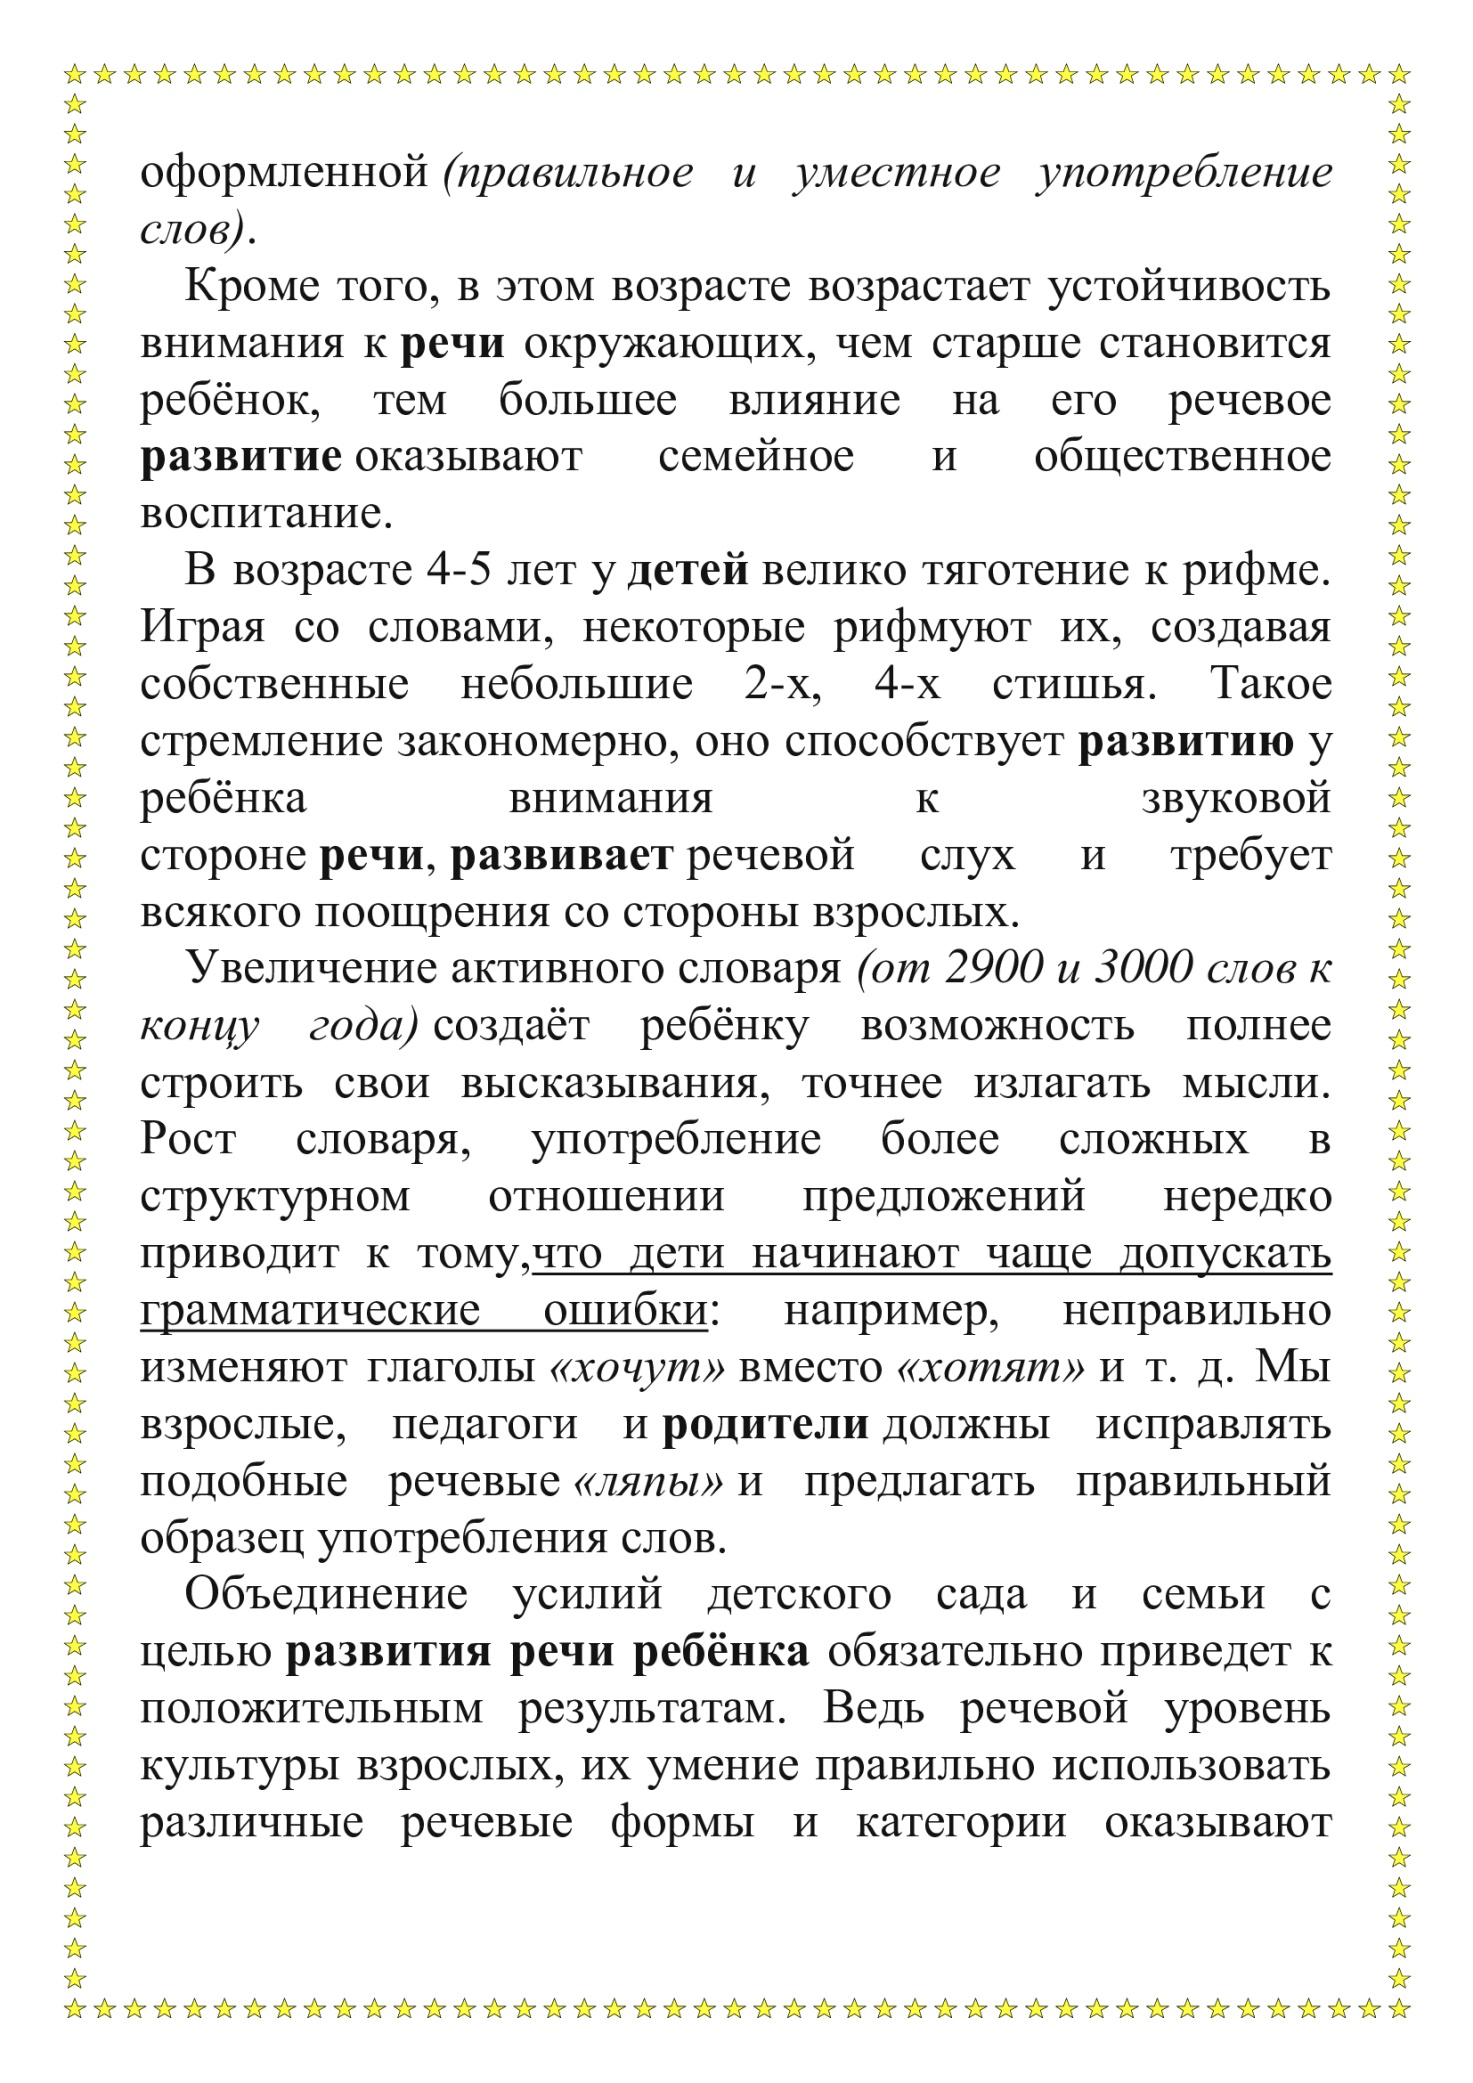 оформленной (правильное и уместное употребление
слов).
Кроме того, в этом возрасте возрастает устойчивость
внимания к речи окружающих, чем старше становится
ребёнок, тем большее влияние на его речевое
развитие оказывают семейное и общественное
воспитание.
В возрасте 4-5 лет у детей велико тяготение к рифме.
Играя со словами, некоторые рифмуют их, создавая
собственные небольшие 2-х, 4-х стишья. Такое
стремление закономерно, оно способствует развитию у
ребёнка внимания к звуковой
стороне речи, развивает речевой слух и требует
всякого поощрения со стороны взрослых.
Увеличение активного словаря (от 2900 и 3000 слов к
концу года) создаёт ребёнку возможность полнее
строить свои высказывания, точнее излагать мысли.
Рост словаря, употребление более сложных в
структурном отношении предложений нередко
приводит к тому,что дети начинают чаще допускать
грамматические ошибки: например, неправильно
изменяют глаголы «хочут» вместо «хотят» и т. д. Мы
взрослые, педагоги и родители должны исправлять
подобные речевые «ляпы» и предлагать правильный
образец употребления слов.
Объединение усилий детского сада и семьи с
целью развития речи ребёнка обязательно приведет к
положительным результатам. Ведь речевой уровень
культуры взрослых, их умение правильно использовать
различные речевые формы и категории оказывают